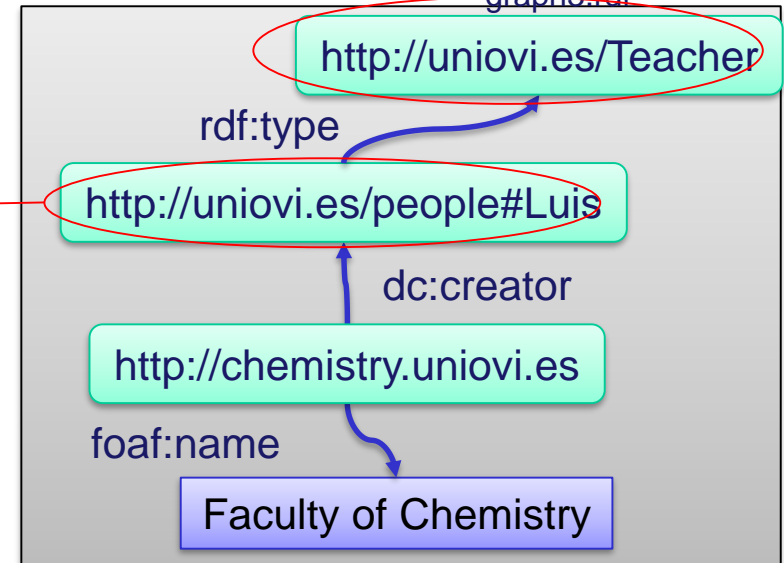 http://uniovi.es/Teacher
rdf:type
http://uniovi.es/people#Luis
dc:creator
http://chemistry.uniovi.es
foaf:name
Faculty of Chemistry